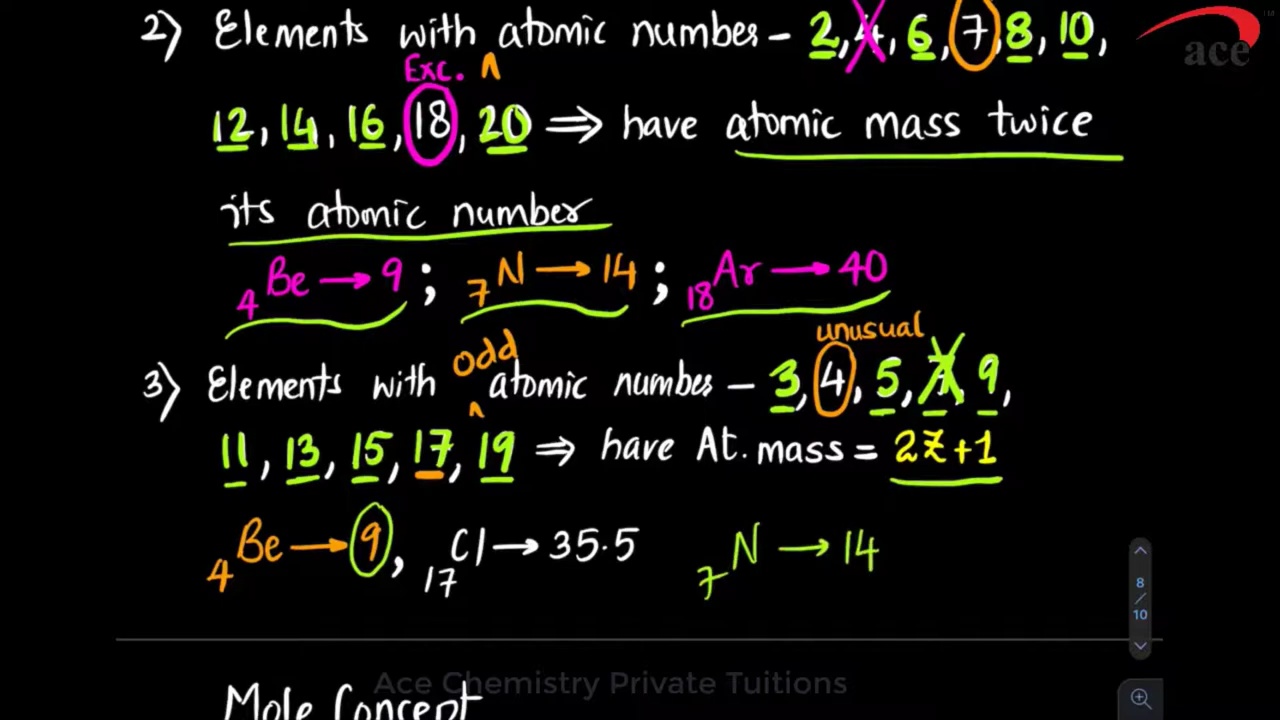 ace
2) Elements with atomic number - 2, 4, 6, 7, 8, 10,
Exc. ^
12, 14, 16, 18, 20 ⇒ have atomic mass twice
its atomic number
₄Be → 9 ; ₇N → 14 ; ₁₈Ar → 40
odd unusual
3) Elements with ^ atomic number - 3, 4, 5, 7, 9,
11, 13, 15, 17, 19 ⇒ have At. mass = 2Z+1
₄Be → 9, ₁₇Cl → 35.5 ₇N → 14
8
/
10
Ace Chemistry Private Tuitions
Mole Concept